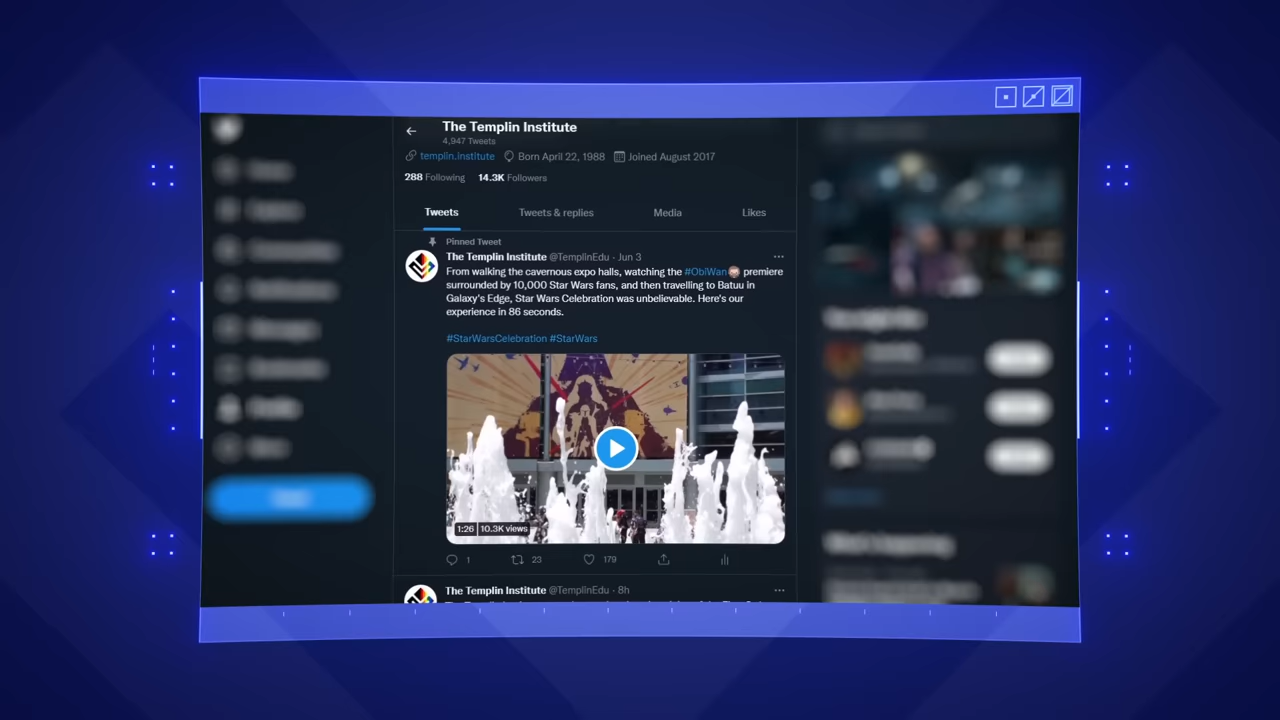 The Templin Institute
4,947 Tweets
templin.institute Born April 22, 1988 Joined August 2017
288 Following 14.3K Followers
Tweets Tweets & replies Media Likes
Pinned Tweet
The Templin Institute @TemplinEdu · Jun 3
From walking the cavernous expo halls, watching the #ObiWan premiere
surrounded by 10,000 Star Wars fans, and then travelling to Batuu in
Galaxy's Edge, Star Wars Celebration was unbelievable. Here's our
experience in 86 seconds.
#StarWarsCelebration #StarWars
1:26 10.3K views
1 23 179
The Templin Institute @TemplinEdu · 8h